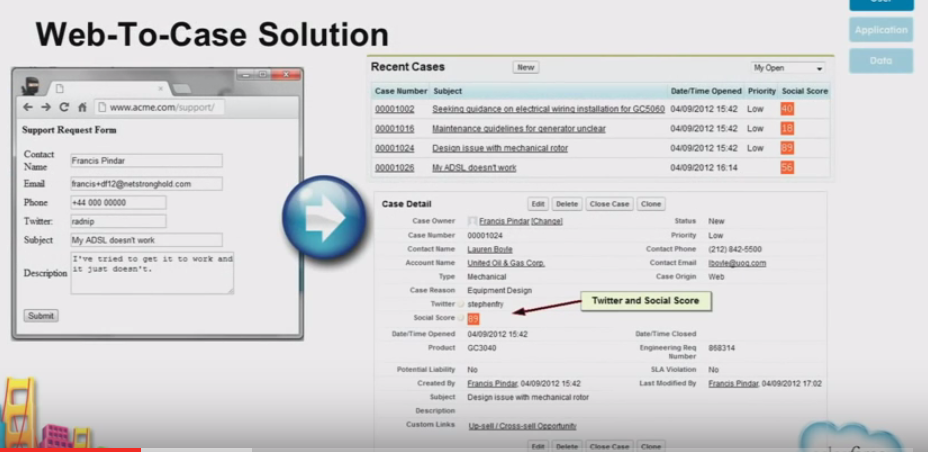 User
Web-To-Case Solution
Application
Data
www.acme.com/support/
Support Request Form
Contact Name Francis Pindar
Email francis+df12@netstronghold.com
Phone +44 000 00000
Twitter: radnip
Subject My ADSL doesn't work
Description I've tried to get it to work and
it just doesn't.
Submit
Recent Cases New My Open
Case Number Subject Date/Time Opened Priority Social Score
00001002 Seeking guidance on electrical wiring installation for GC5060 04/09/2012 15:42 Low 40
00001016 Maintenance guidelines for generator unclear 04/09/2012 15:42 Low 18
00001024 Design issue with mechanical rotor 04/09/2012 15:42 Low 89
00001026 My ADSL doesn't work 04/09/2012 16:14 56
Case Detail Edit Delete Close Case Clone
Case Owner Francis Pindar [Change] Status New
Case Number 00001024 Priority Low
Contact Name Lauren Boyle Contact Phone (212) 842-5500
Account Name United Oil & Gas Corp. Contact Email lboyle@uog.com
Type Mechanical Case Origin Web
Case Reason Equipment Design
Twitter stephenfry
Twitter and Social Score
Social Score 89
Date/Time Opened 04/09/2012 15:42 Date/Time Closed
Product GC3040 Engineering Req Number 868314
Potential Liability No SLA Violation No
Created By Francis Pindar, 04/09/2012 15:42 Last Modified By Francis Pindar, 04/09/2012 17:02
Subject Design issue with mechanical rotor
Description
Custom Links Up-sell / Cross-sell Opportunity
Edit Delete Close Case Clone